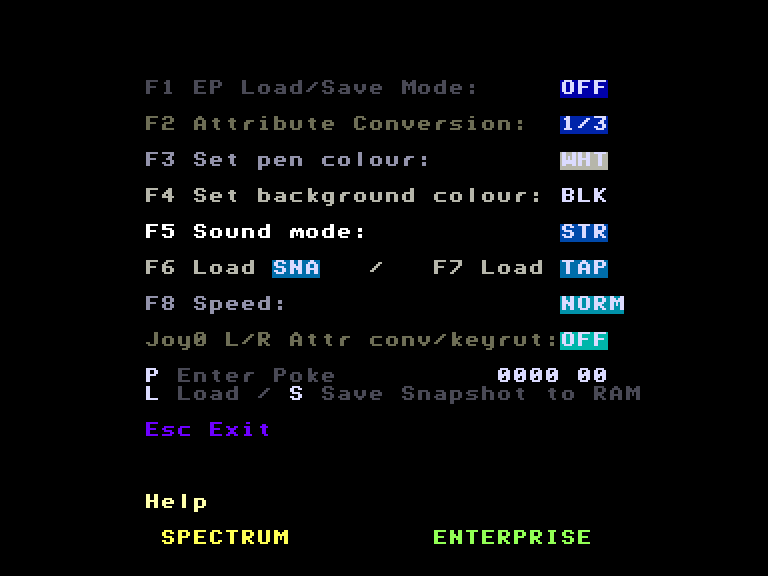 F1 EP Load/Save Mode: OFF
F2 Attribute Conversion: 1/3
F3 Set pen colour: WHT
F4 Set background colour: BLK
F5 Sound mode: STR
F6 Load SNA / F7 Load TAP
F8 Speed: NORM
Joy0 L/R Attr conv/keyrut:OFF
P Enter Poke 0000 00
L Load / S Save Snapshot to RAM
Esc Exit
Help
SPECTRUM ENTERPRISE